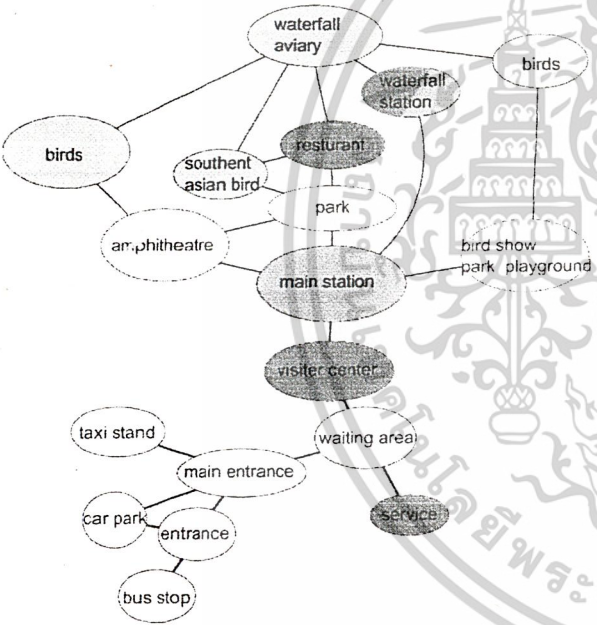 waterfall
aviary
birds
waterfall
station
birds
resturant
southent
asian bird
park
amphitheatre
bird show
park playground
main station
visiter center
taxi stand
waiting area
main entrance
car park
service
entrance
bus stop